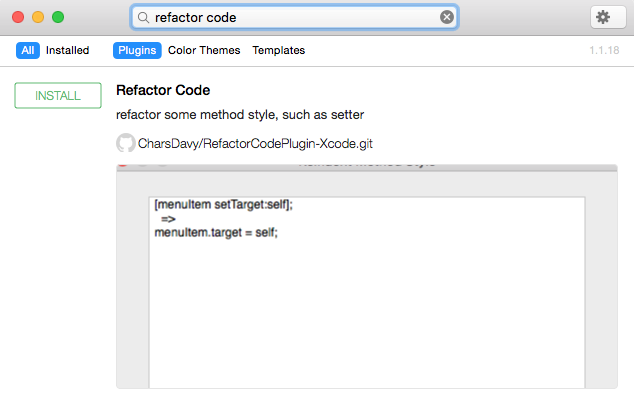 refactor code
All Installed Plugins Color Themes Templates 1.1.18
INSTALL
Refactor Code
refactor some method style, such as setter
CharsDavy/RefactorCodePlugin-Xcode.git
[menuItem setTarget:self];
=>
menuItem.target = self;